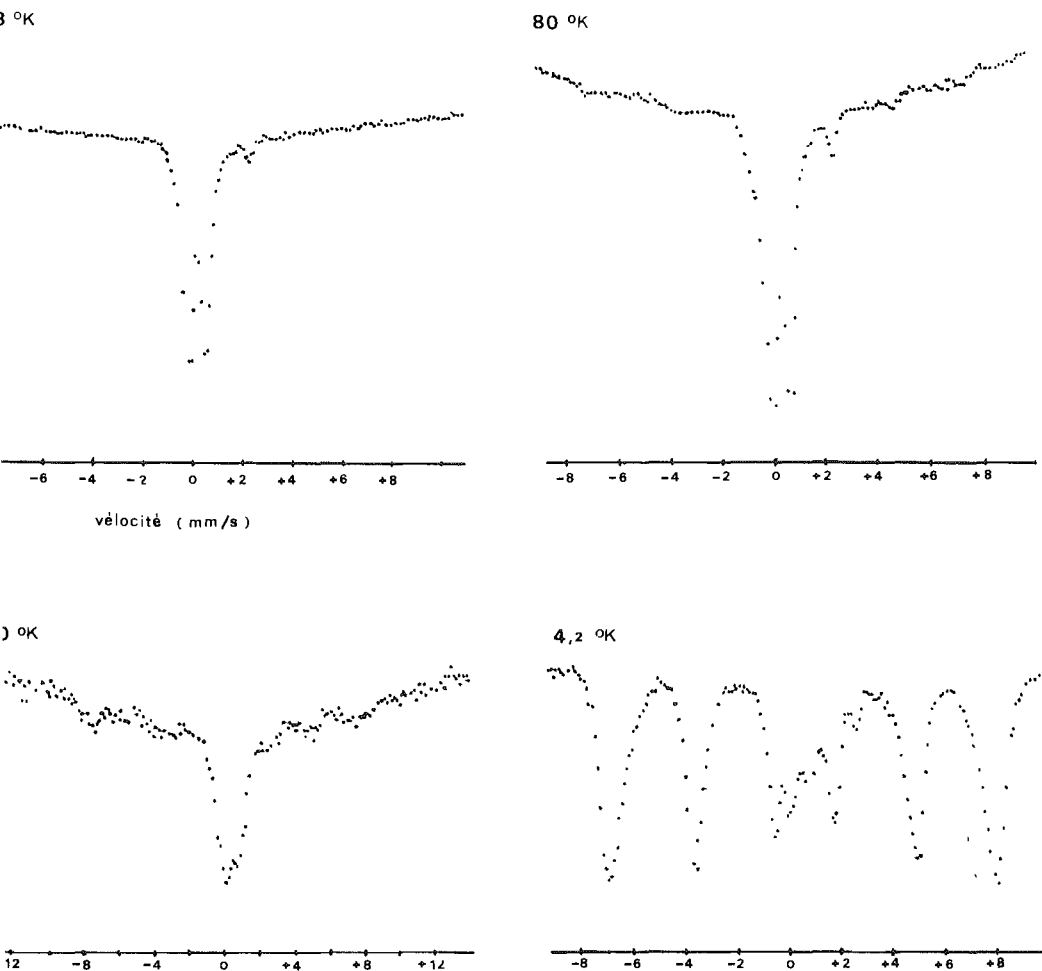 8 °K
80 °K
-6 -4 -2 0 +2 +4 +6 +8
-8 -6 -4 -2 0 +2 +4 +6 +8
vélocité (mm/s)
0 °K
4,2 °K
12 -8 -4 0 +4 +8 +12
-8 -6 -4 -2 0 +2 +4 +6 +8